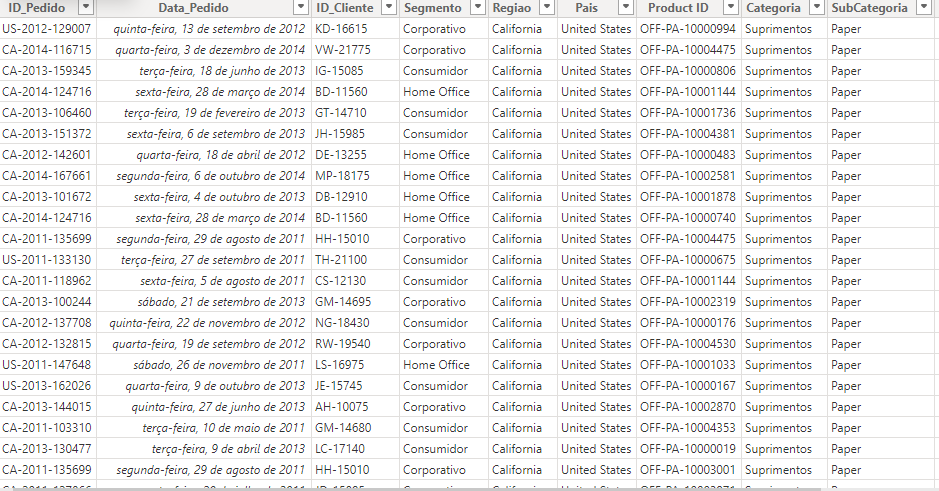 ID_Pedido Data_Pedido ID_Cliente Segmento Regiao Pais Product ID Categoria SubCategoria
US-2012-129007 quinta-feira, 13 de setembro de 2012 KD-16615 Corporativo California United States OFF-PA-10000994 Suprimentos Paper
CA-2014-116715 quarta-feira, 3 de dezembro de 2014 VW-21775 Corporativo California United States OFF-PA-10004475 Suprimentos Paper
CA-2013-159345 terça-feira, 18 de junho de 2013 IG-15085 Consumidor California United States OFF-PA-10000806 Suprimentos Paper
CA-2014-124716 sexta-feira, 28 de março de 2014 BD-11560 Home Office California United States OFF-PA-10001144 Suprimentos Paper
CA-2013-106460 terça-feira, 19 de fevereiro de 2013 GT-14710 Consumidor California United States OFF-PA-10001736 Suprimentos Paper
CA-2013-151372 sexta-feira, 6 de setembro de 2013 JH-15985 Consumidor California United States OFF-PA-10004381 Suprimentos Paper
CA-2012-142601 quarta-feira, 18 de abril de 2012 DE-13255 Home Office California United States OFF-PA-10000483 Suprimentos Paper
CA-2014-167661 segunda-feira, 6 de outubro de 2014 MP-18175 Home Office California United States OFF-PA-10002581 Suprimentos Paper
CA-2013-101672 sexta-feira, 4 de outubro de 2013 DB-12910 Home Office California United States OFF-PA-10001878 Suprimentos Paper
CA-2014-124716 sexta-feira, 28 de março de 2014 BD-11560 Home Office California United States OFF-PA-10000740 Suprimentos Paper
CA-2011-135699 segunda-feira, 29 de agosto de 2011 HH-15010 Corporativo California United States OFF-PA-10004475 Suprimentos Paper
US-2011-133130 terça-feira, 27 de setembro de 2011 TH-21100 Consumidor California United States OFF-PA-10000675 Suprimentos Paper
CA-2011-118962 sexta-feira, 5 de agosto de 2011 CS-12130 Consumidor California United States OFF-PA-10001144 Suprimentos Paper
CA-2013-100244 sábado, 21 de setembro de 2013 GM-14695 Corporativo California United States OFF-PA-10002319 Suprimentos Paper
CA-2012-137708 quinta-feira, 22 de novembro de 2012 NG-18430 Consumidor California United States OFF-PA-10000176 Suprimentos Paper
CA-2012-132815 quarta-feira, 19 de setembro de 2012 RW-19540 Corporativo California United States OFF-PA-10004530 Suprimentos Paper
US-2011-147648 sábado, 26 de novembro de 2011 LS-16975 Home Office California United States OFF-PA-10001033 Suprimentos Paper
US-2013-162026 quarta-feira, 9 de outubro de 2013 JE-15745 Consumidor California United States OFF-PA-10000167 Suprimentos Paper
CA-2013-144015 quinta-feira, 27 de junho de 2013 AH-10075 Corporativo California United States OFF-PA-10002870 Suprimentos Paper
CA-2011-103310 terça-feira, 10 de maio de 2011 GM-14680 Consumidor California United States OFF-PA-10004353 Suprimentos Paper
CA-2013-130477 terça-feira, 9 de abril de 2013 LC-17140 Consumidor California United States OFF-PA-10000019 Suprimentos Paper
CA-2011-135699 segunda-feira, 29 de agosto de 2011 HH-15010 Corporativo California United States OFF-PA-10003001 Suprimentos Paper